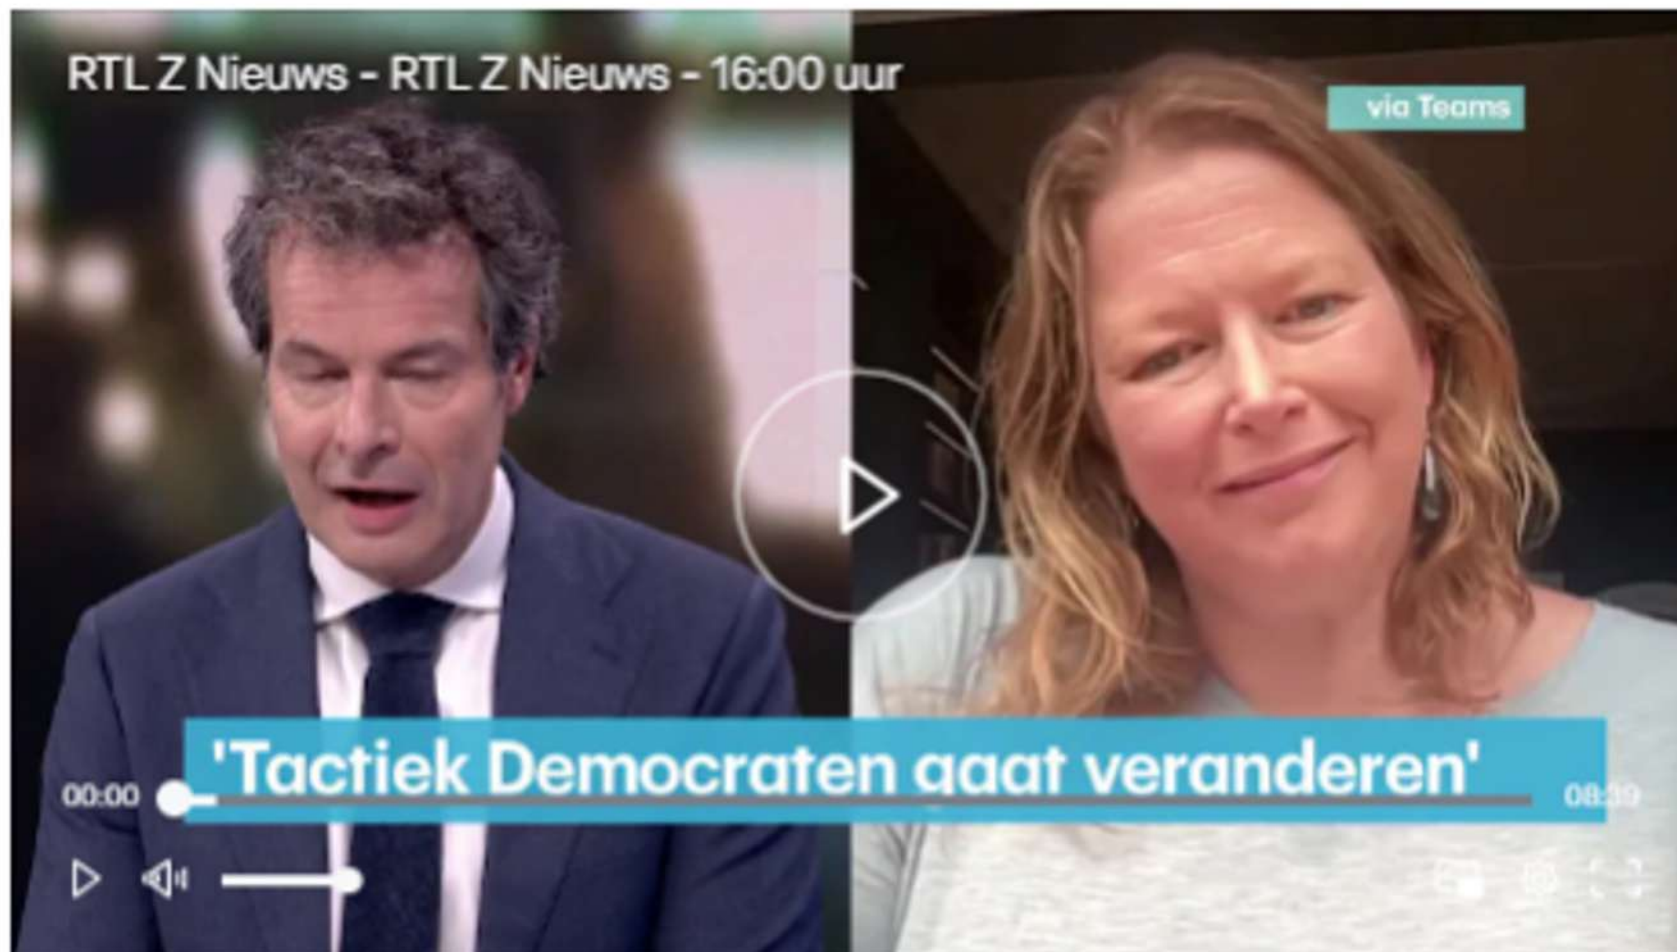 RTL Z Nieuws - RTL Z Nieuws - 16:00 uur
via Teams
'Tactiek Democraten gaat veranderen'
00:00
08:39